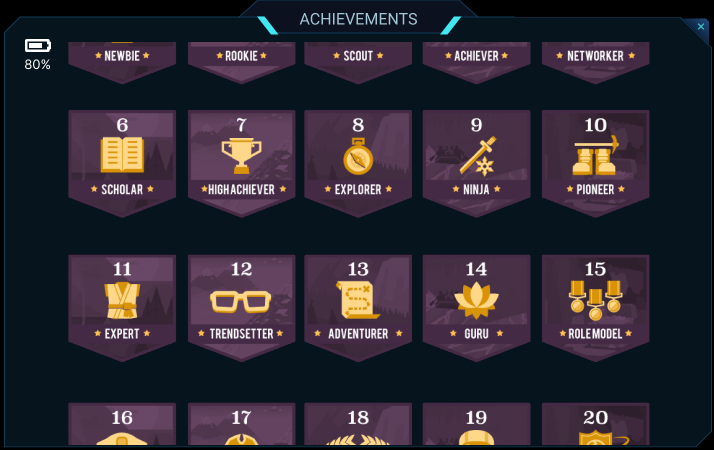 ACHIEVEMENTS
80%
NEWBIE
ROOKIE
SCOUT
ACHIEVER
NETWORKER
6
7
8
9
10
SCHOLAR
HIGH ACHIEVER
EXPLORER
NINJA
PIONEER
11
12
13
14
15
EXPERT
TRENDSETTER
ADVENTURER
GURU
ROLE MODEL
16
17
18
19
20